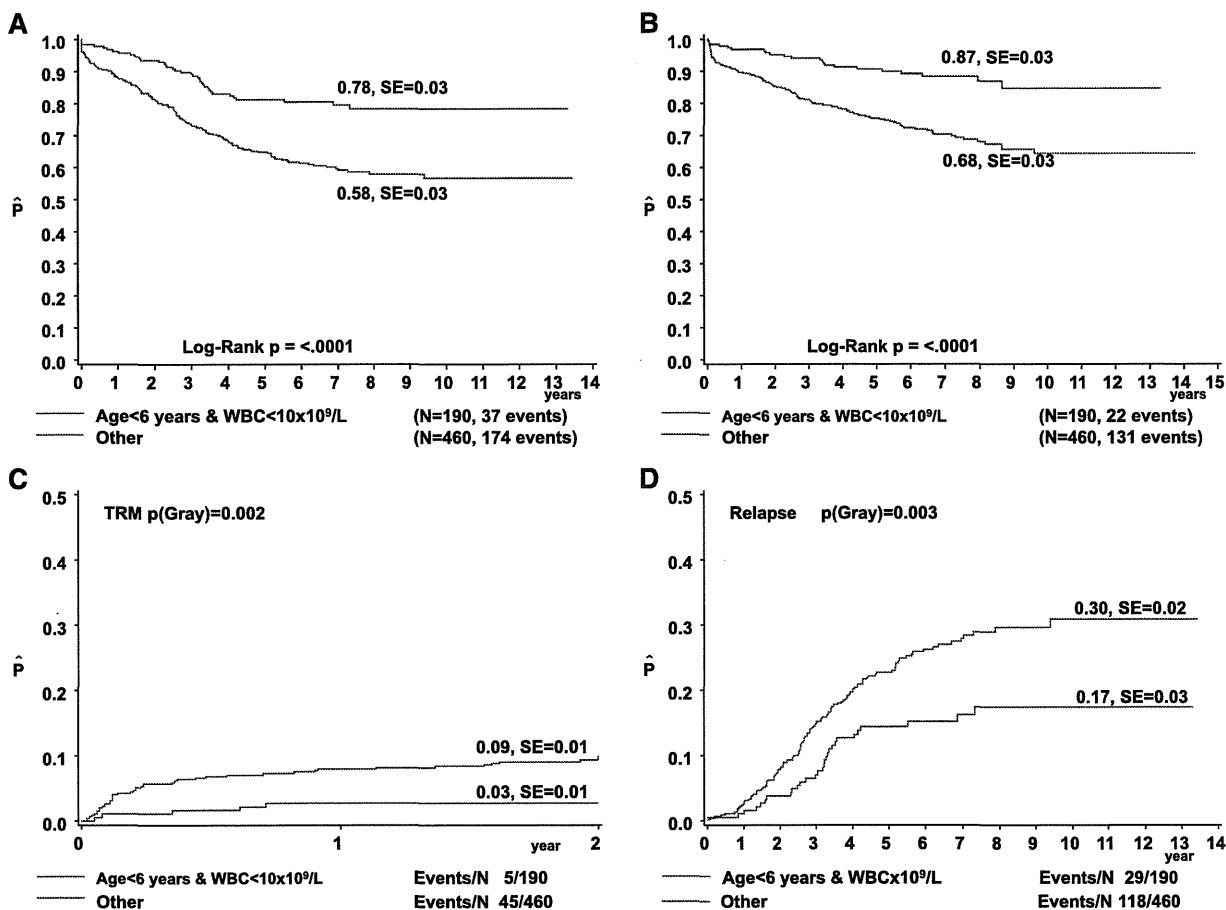 A
1.0
0.9
0.8
0.7
0.6
0.5
0.4
0.3
0.2
0.1
0.0
P̂
0.78, SE=0.03
0.58, SE=0.03
Log-Rank p = <.0001
0 1 2 3 4 5 6 7 8 9 10 11 12 13 14
years
Age<6 years & WBC<10x10⁹/L (N=190, 37 events)
Other (N=460, 174 events)
B
1.0
0.9
0.8
0.7
0.6
0.5
0.4
0.3
0.2
0.1
0.0
P̂
0.87, SE=0.03
0.68, SE=0.03
Log-Rank p = <.0001
0 1 2 3 4 5 6 7 8 9 10 11 12 13 14 15
years
Age<6 years & WBC<10x10⁹/L (N=190, 22 events)
Other (N=460, 131 events)
C
0.5
0.4
0.3
0.2
0.1
0.0
P̂
TRM p(Gray)=0.002
0.09, SE=0.01
0.03, SE=0.01
0 1 2
year
Age<6 years & WBC<10x10⁹/L Events/N 5/190
Other Events/N 45/460
D
0.5
0.4
0.3
0.2
0.1
0.0
P̂
Relapse p(Gray)=0.003
0.30, SE=0.02
0.17, SE=0.03
0 1 2 3 4 5 6 7 8 9 10 11 12 13 14
year
Age<6 years & WBCx10⁹/L Events/N 29/190
Other Events/N 118/460